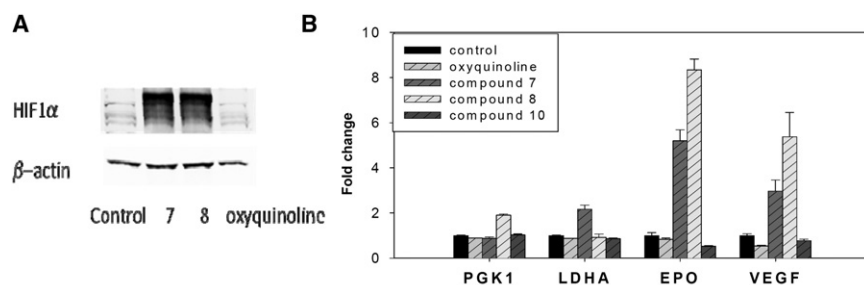 A
HIF1α
β–actin
Control 7 8 oxyquinoline
B
Fold change
10
8
6
4
2
0
control
oxyquinoline
compound 7
compound 8
compound 10
PGK1 LDHA EPO VEGF